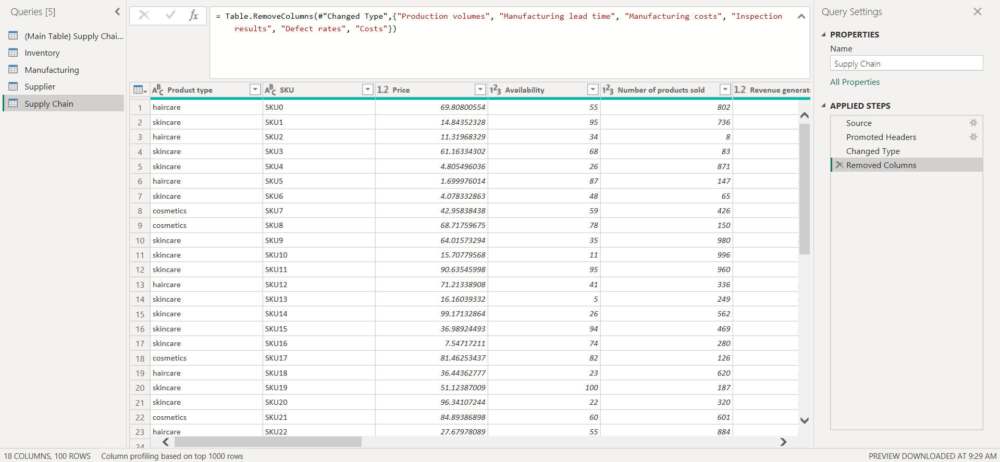 Queries [5]
(Main Table) Supply Chai...
Inventory
Manufacturing
Supplier
Supply Chain
fx
= Table.RemoveColumns(#"Changed Type",{"Production volumes", "Manufacturing lead time", "Manufacturing costs", "Inspection
results", "Defect rates", "Costs"})
ABC Product type ABC SKU 1.2 Price 123 Availability 123 Number of products sold 1.2 Revenue generat
1 haircare SKU0 69.80800554 55 802
2 skincare SKU1 14.84352328 95 736
3 haircare SKU2 11.31968329 34 8
4 skincare SKU3 61.16334302 68 83
5 skincare SKU4 4.805496036 26 871
6 haircare SKU5 1.699976014 87 147
7 skincare SKU6 4.078332863 48 65
8 cosmetics SKU7 42.95838438 59 426
9 cosmetics SKU8 68.71759675 78 150
10 skincare SKU9 64.01573294 35 980
11 skincare SKU10 15.70779568 11 996
12 skincare SKU11 90.63545998 95 960
13 haircare SKU12 71.21338908 41 336
14 skincare SKU13 16.16039332 5 249
15 skincare SKU14 99.17132864 26 562
16 skincare SKU15 36.98924493 94 469
17 skincare SKU16 7.54717211 74 280
18 cosmetics SKU17 81.46253437 82 126
19 haircare SKU18 36.44362777 23 620
20 skincare SKU19 51.12387009 100 187
21 skincare SKU20 96.34107244 22 320
22 cosmetics SKU21 84.89386898 60 601
23 haircare SKU22 27.67978089 55 884
24
Query Settings
PROPERTIES
Name
Supply Chain
All Properties
APPLIED STEPS
Source
Promoted Headers
Changed Type
Removed Columns
18 COLUMNS, 100 ROWS Column profiling based on top 1000 rows
PREVIEW DOWNLOADED AT 9:29 AM